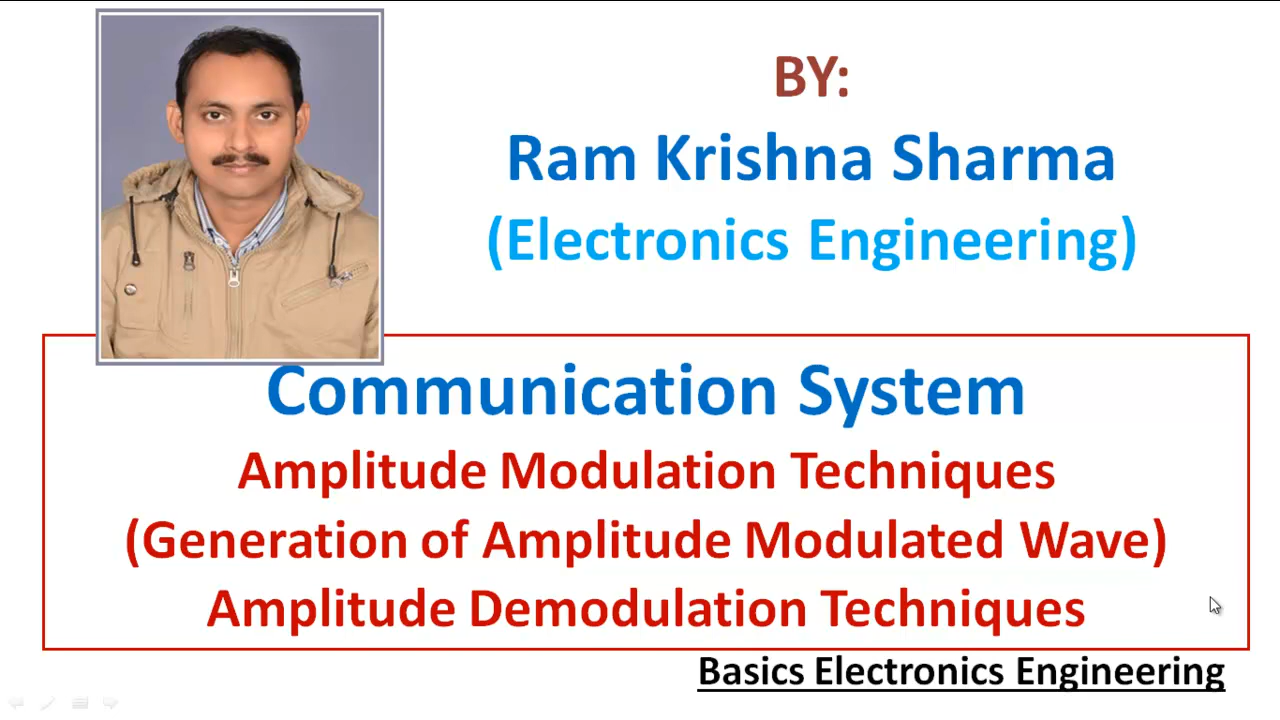 BY:
Ram Krishna Sharma
(Electronics Engineering)
Communication System
Amplitude Modulation Techniques
(Generation of Amplitude Modulated Wave)
Amplitude Demodulation Techniques
Basics Electronics Engineering